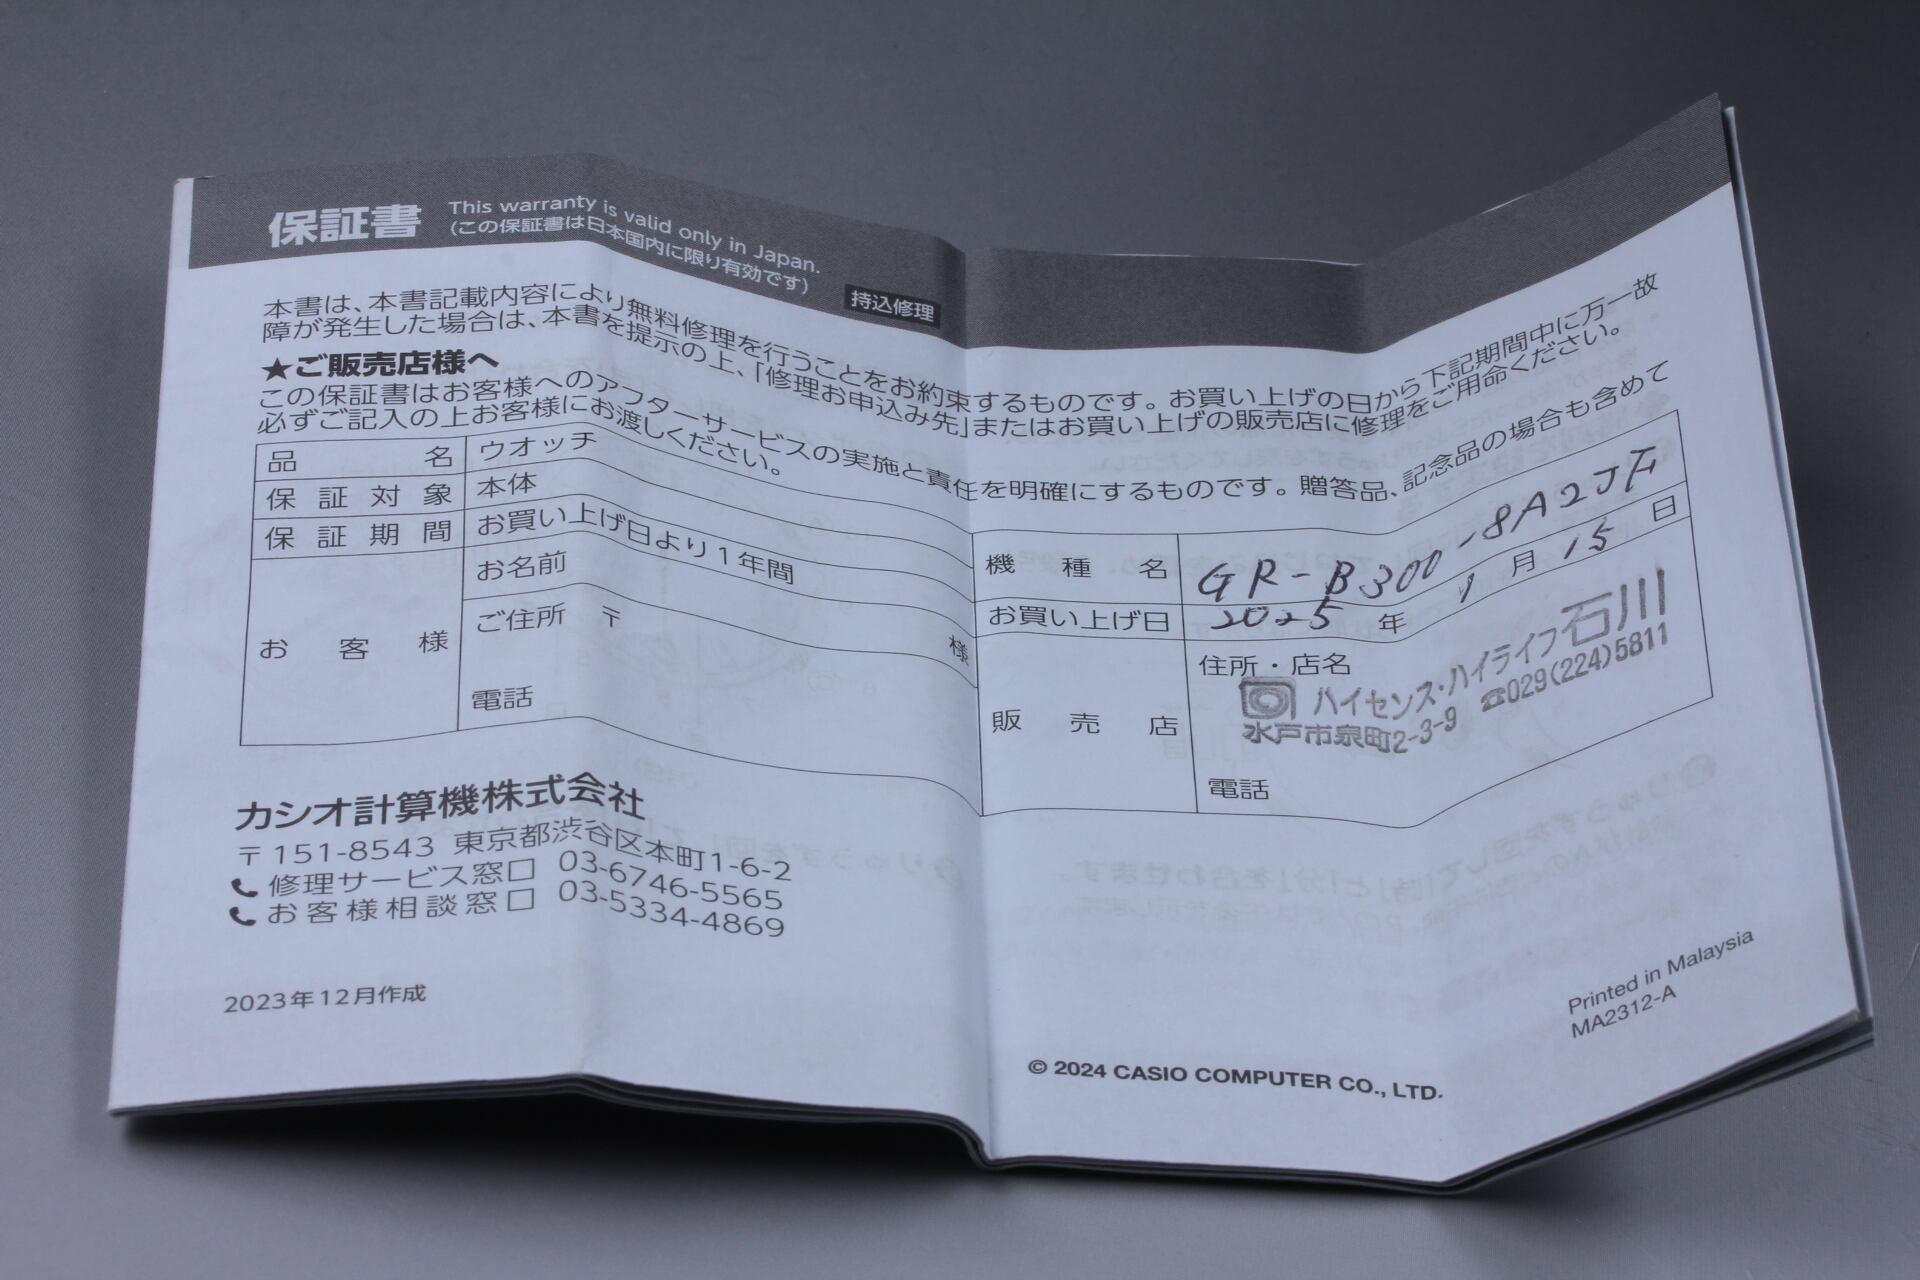 保証書
This warranty is valid only in Japan.
(この保証書は日本国内に限り有効です)
持込修理
本書は、本書記載内容により無料修理を行うことをお約束するものです。お買い上げの日から下記期間中に万一故
障が発生した場合は、本書を提示の上、「修理お申込み先」またはお買い上げの販売店に修理をご用命ください。
★ご販売店様へ
この保証書はお客様へのアフターサービスの実施と責任を明確にするものです。贈答品、記念品の場合も含めて
必ずご記入の上お客様にお渡しください。
品名 ウオッチ
保証対象 本体
保証期間 お買い上げ日より1年間
お客様
お名前 様
ご住所 〒
電話
機種名 GR-B300-8A2JF
お買い上げ日 2025年 1月 15日
販売店
住所・店名
ハイセンス・ハイライフ石川
水戸市泉町2-3-9 ☎029(224)5811
電話
カシオ計算機株式会社
〒151-8543 東京都渋谷区本町1-6-2
修理サービス窓口 03-6746-5565
お客様相談窓口 03-5334-4869
2023年12月作成
Printed in Malaysia
MA2312-A
© 2024 CASIO COMPUTER CO., LTD.